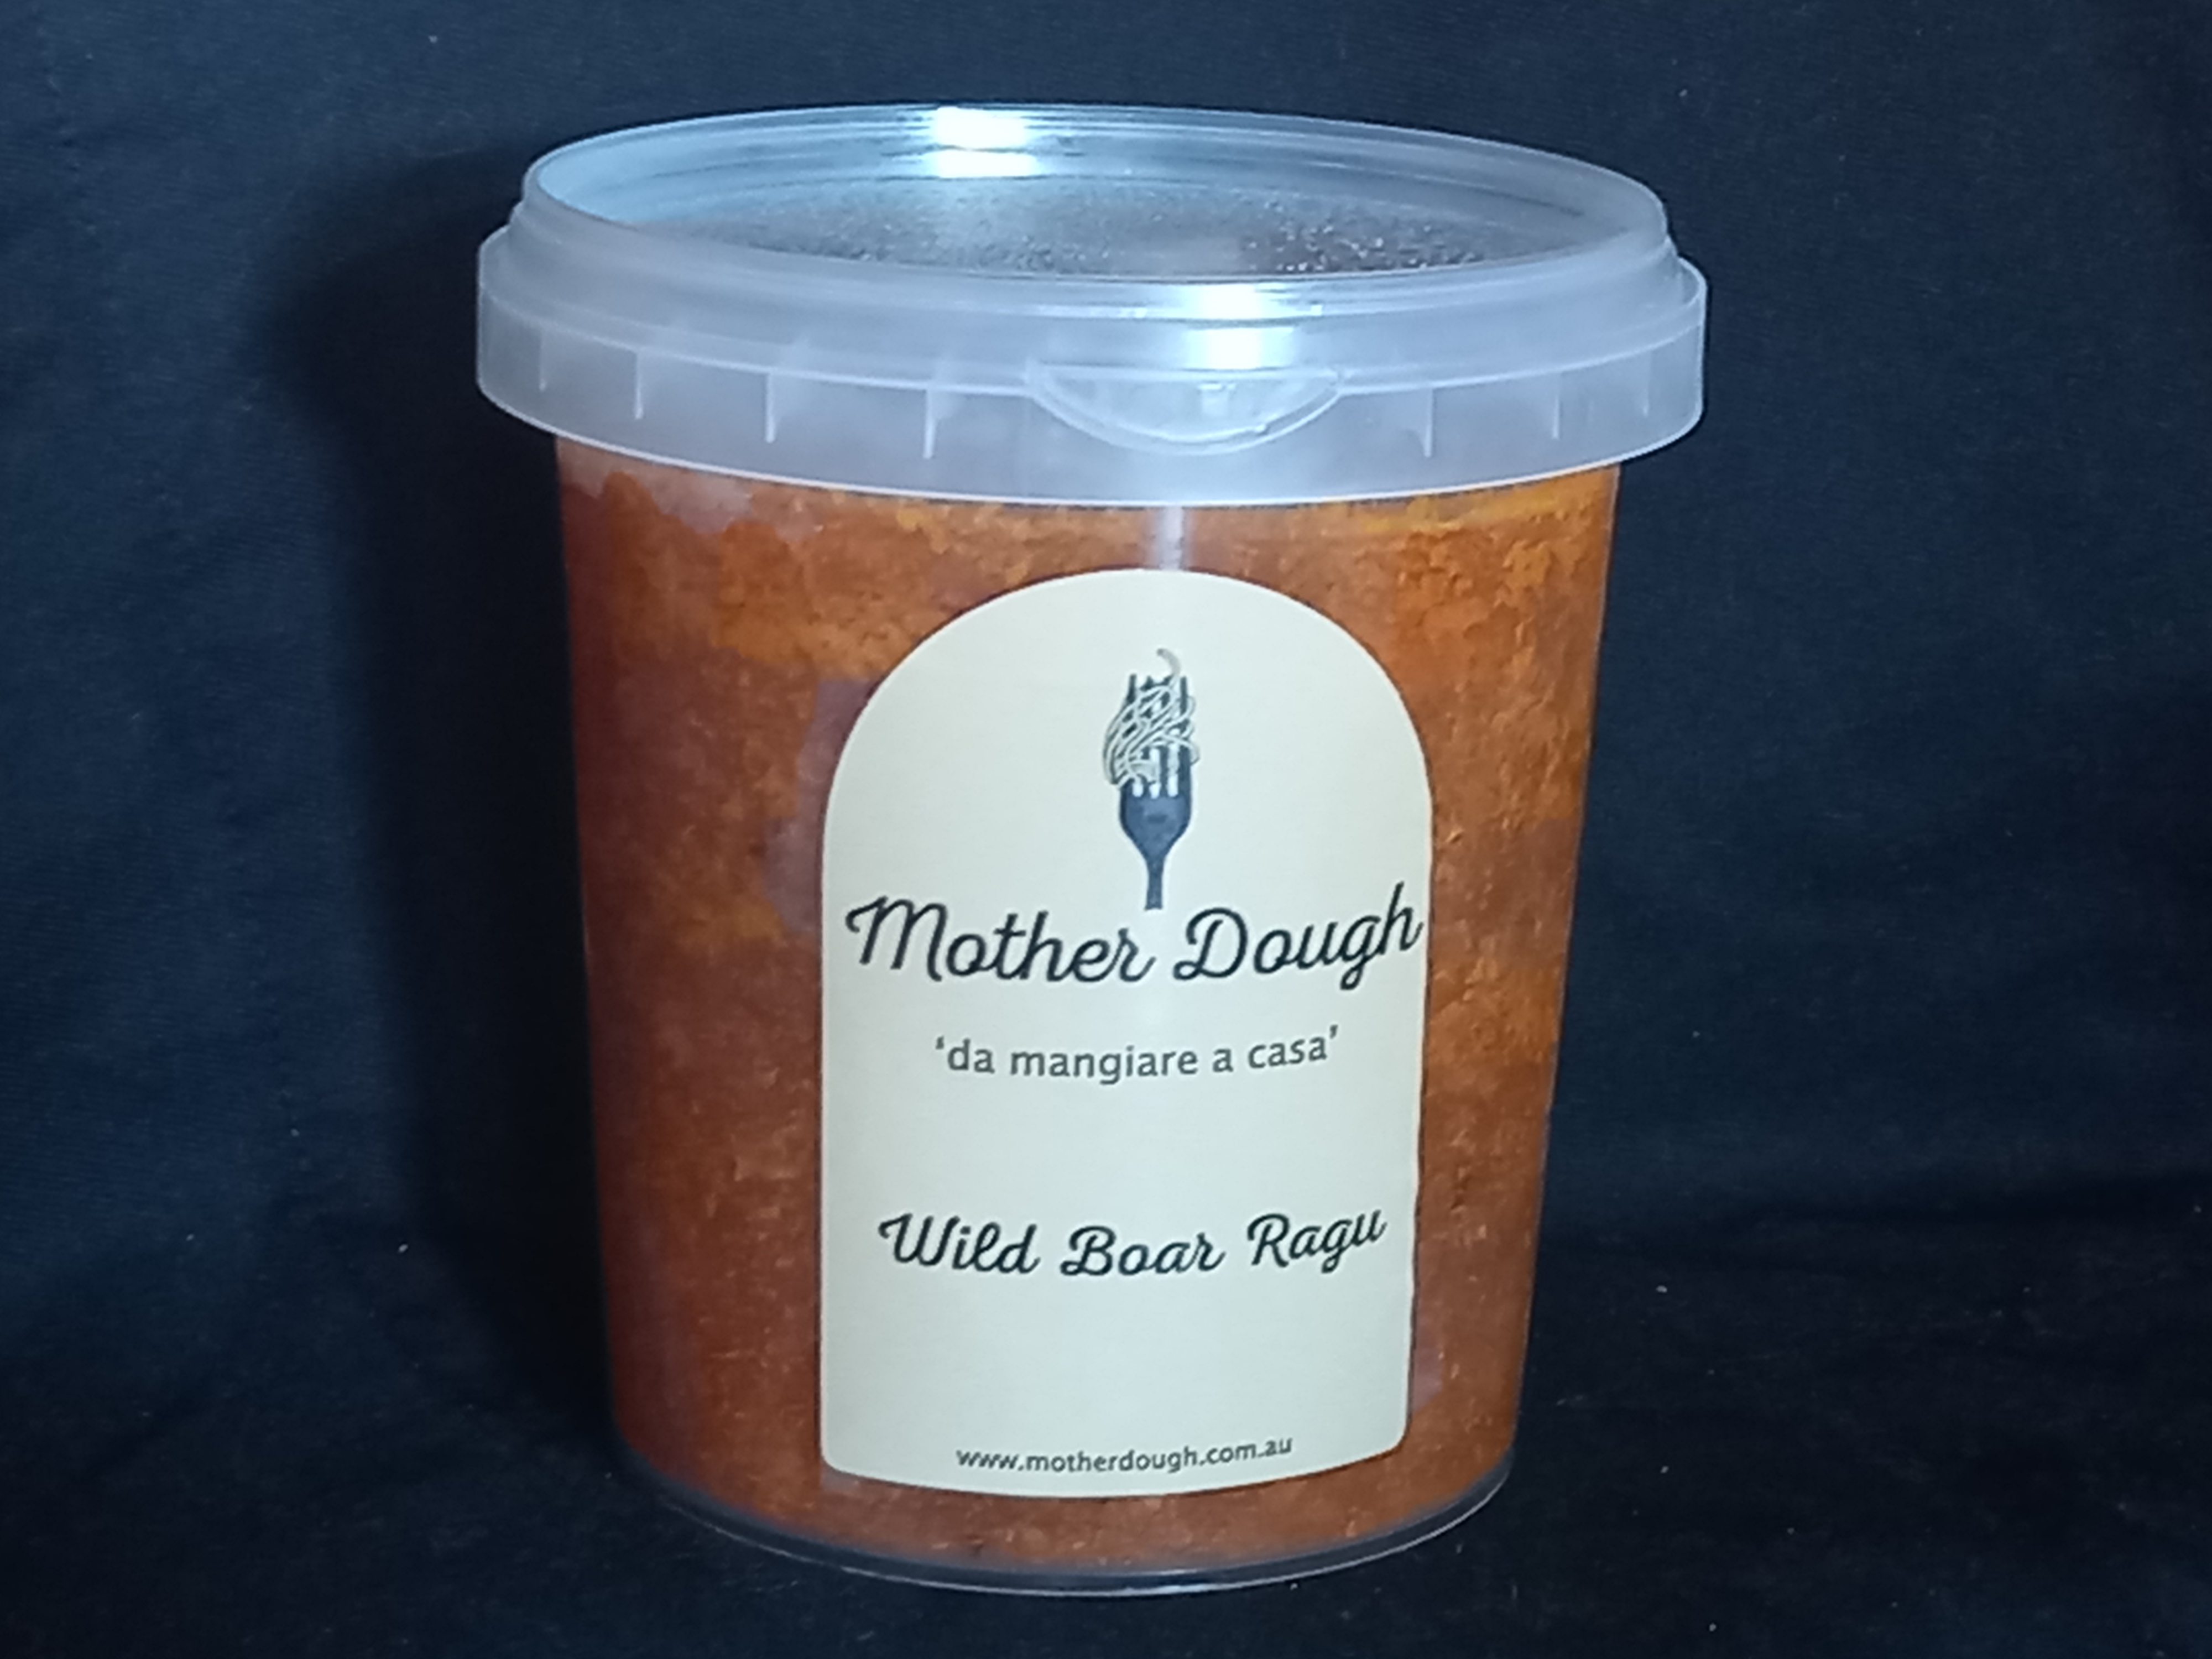 Mother Dough
‘da mangiare a casa’
Wild Boar Ragu
www.motherdough.com.au